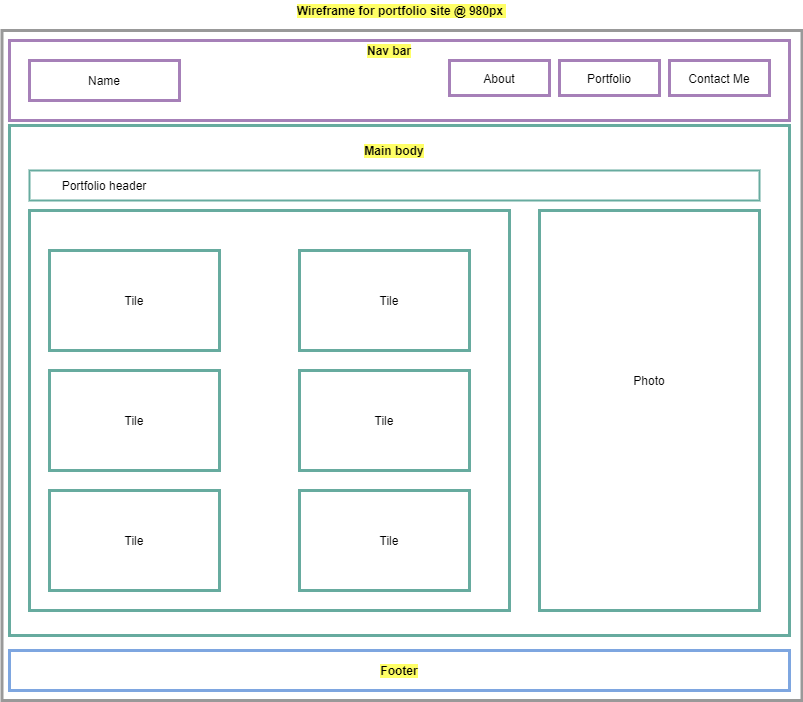 Wireframe for portfolio site @ 980px
Nav bar
Name
About
Portfolio
Contact Me
Main body
Portfolio header
Tile
Tile
Photo
Tile
Tile
Tile
Tile
Footer